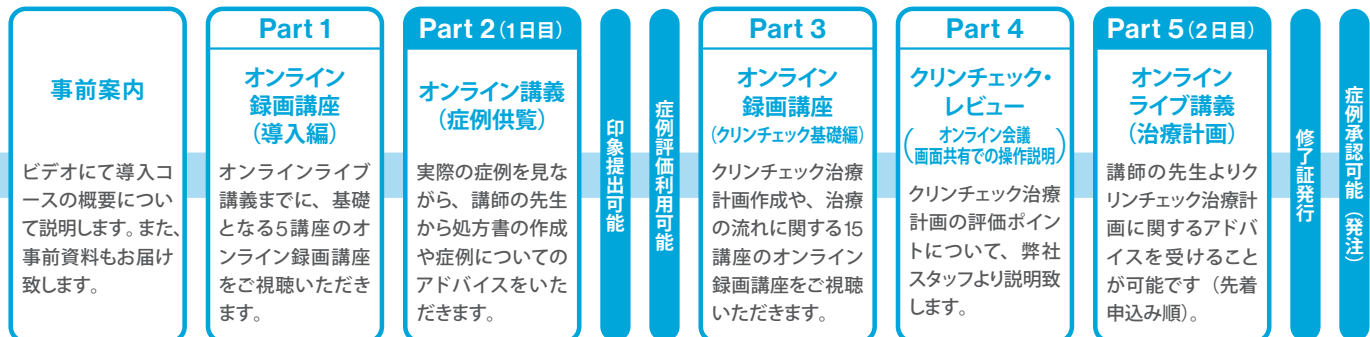 事前案内
ビデオにて導入コ
ースの概要につい
て説明します。また、
事前資料もお届け
致します。
Part 1
オンライン
録画講座
（導入編）
オンラインライブ
講義までに、基礎
となる5講座のオ
ンライン録画講座
をご視聴いただき
ます。
Part 2（1日目）
オンライン講義
（症例供覧）
実際の症例を見な
がら、講師の先生
から処方書の作成
や症例についての
アドバイスをいた
だきます。
印象提出可能
症例評価利用可能
Part 3
オンライン
録画講座
（クリンチェック基礎編）
クリンチェック治療
計画作成や、治療
の流れに関する15
講座のオンライン
録画講座をご視聴
いただきます。
Part 4
クリンチェック・
レビュー
（オンライン会議
画面共有での操作説明）
クリンチェック治療
計画の評価ポイン
トについて、弊社
スタッフより説明致
します。
Part 5（2日目）
オンライン
ライブ講義
（治療計画）
講師の先生よりク
リンチェック治療計
画に関するアドバ
イスを受けること
が可能です（先着
申込み順）。
修了証発行
症例承認可能（発注）